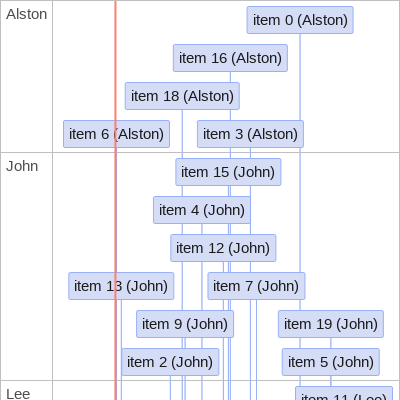 Alston
item 0 (Alston)
item 16 (Alston)
item 18 (Alston)
item 6 (Alston)
item 3 (Alston)
John
item 15 (John)
item 4 (John)
item 12 (John)
item 13 (John)
item 7 (John)
item 9 (John)
item 19 (John)
item 2 (John)
item 5 (John)
Lee
item 11 (Lee)